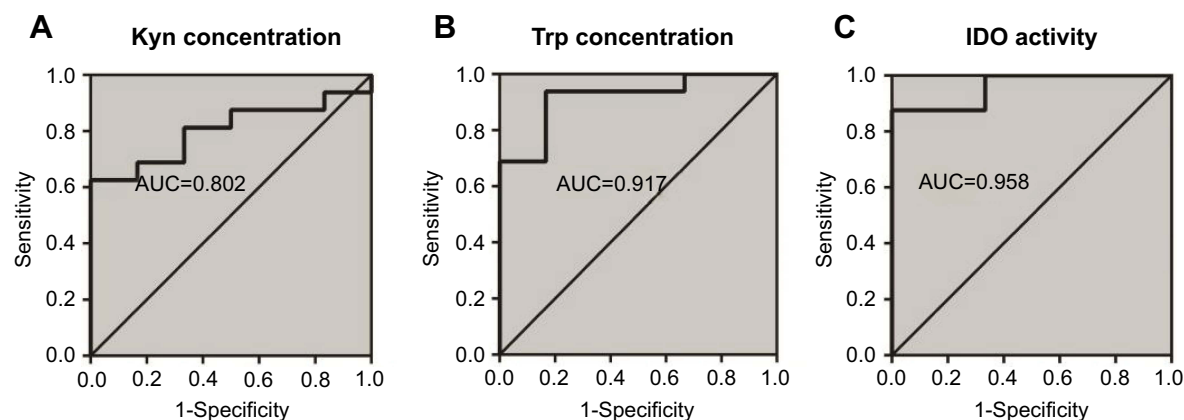 A
Kyn concentration
1.0
0.8
0.6
0.4
0.2
0.0
Sensitivity
AUC=0.802
0.0 0.2 0.4 0.6 0.8 1.0
1-Specificity
B
Trp concentration
1.0
0.8
0.6
0.4
0.2
0.0
Sensitivity
AUC=0.917
0.0 0.2 0.4 0.6 0.8 1.0
1-Specificity
C
IDO activity
1.0
0.8
0.6
0.4
0.2
0.0
Sensitivity
AUC=0.958
0.0 0.2 0.4 0.6 0.8 1.0
1-Specificity